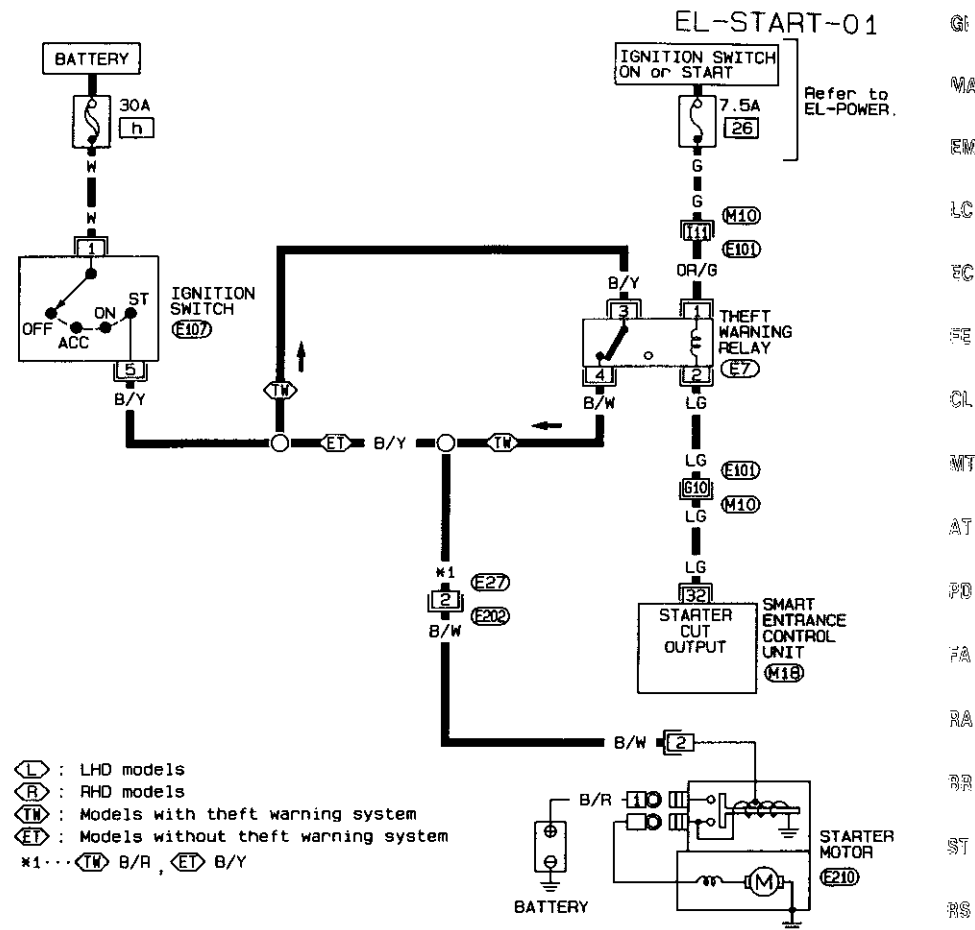 EL-START-01
BATTERY
30A
h
W
W
1
OFF
ACC
ON
ST
IGNITION
SWITCH
E107
5
B/Y
IGNITION SWITCH
ON or START
7.5A
26
Refer to
EL-POWER.
G
G
M10
I11
E101
OR/G
B/Y
3
1
THEFT
WARNING
RELAY
E7
4
2
B/W
LG
TW
ET
B/Y
TW
LG
E101
G10
M10
LG
LG
32
STARTER
CUT
OUTPUT
SMART
ENTRANCE
CONTROL
UNIT
M18
*1
E27
2
E202
B/W
B/W
2
L : LHD models
R : RHD models
TW : Models with theft warning system
ET : Models without theft warning system
*1··· TW B/R , ET B/Y
B/R
1
BATTERY
M
STARTER
MOTOR
E210
MA
EM
LC
EC
FE
CL
MT
AT
PD
FA
RA
BR
ST
RS